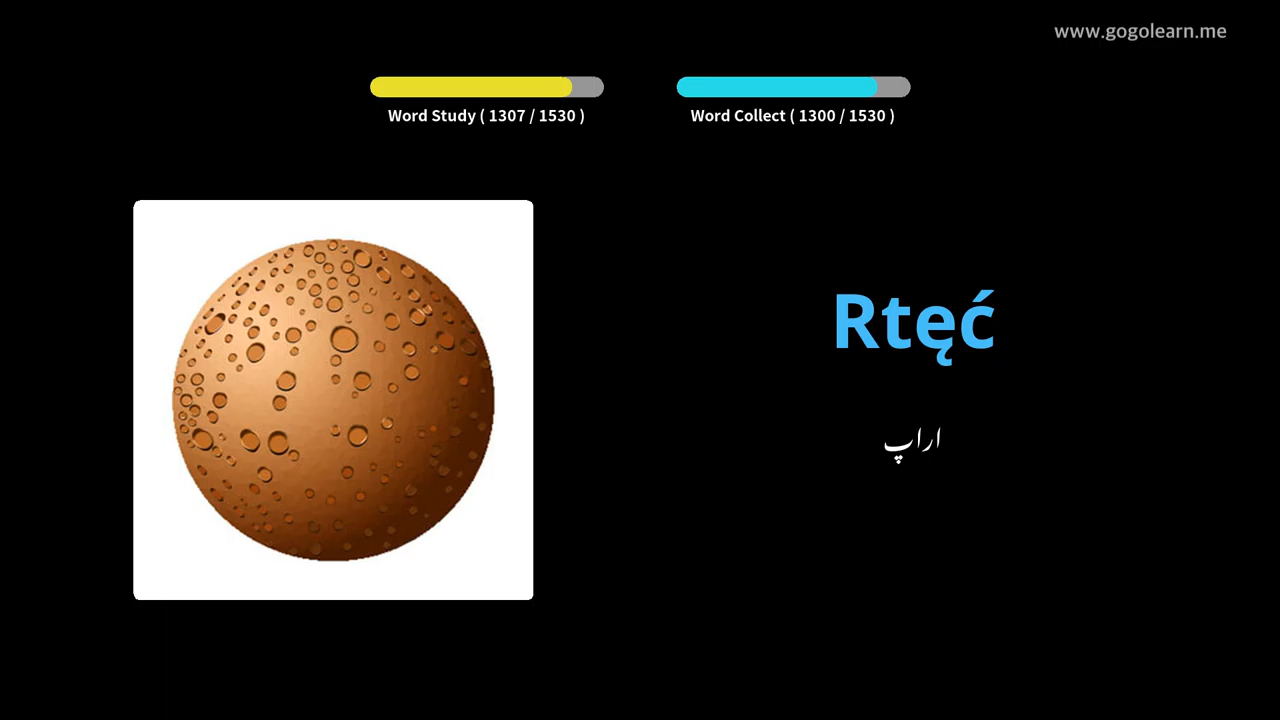 www.gogolearn.me
Word Study ( 1307 / 1530 )
Word Collect ( 1300 / 1530 )
Rtęć
اراپ